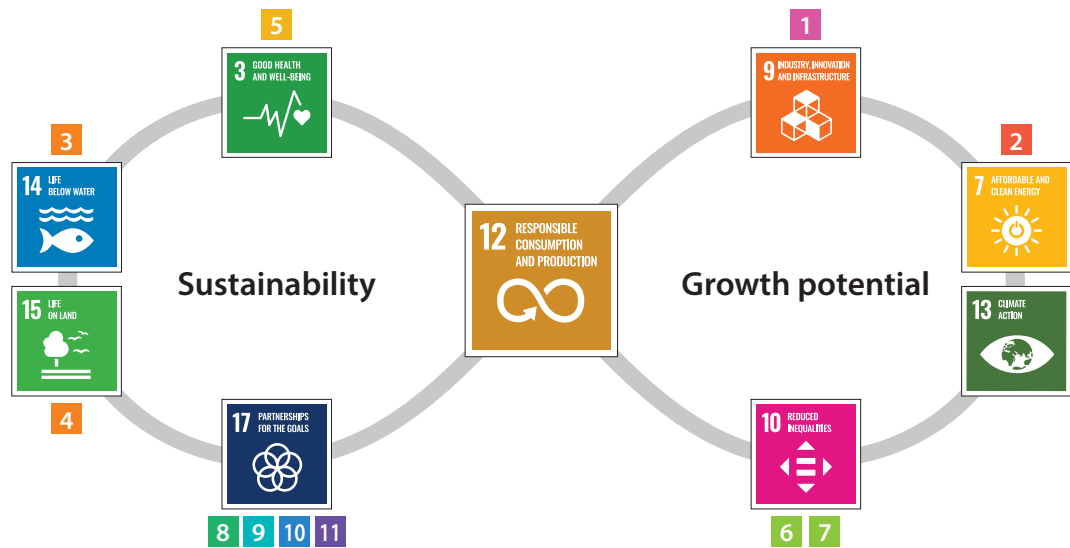 5
3 GOOD HEALTH
AND WELL-BEING
3
14 LIFE
BELOW WATER
Sustainability
15 LIFE
ON LAND
4
17 PARTNERSHIPS
FOR THE GOALS
8 9 10 11
12 RESPONSIBLE
CONSUMPTION
AND PRODUCTION
1
9 INDUSTRY, INNOVATION
AND INFRASTRUCTURE
2
7 AFFORDABLE AND
CLEAN ENERGY
Growth potential
13 CLIMATE
ACTION
10 REDUCED
INEQUALITIES
6 7